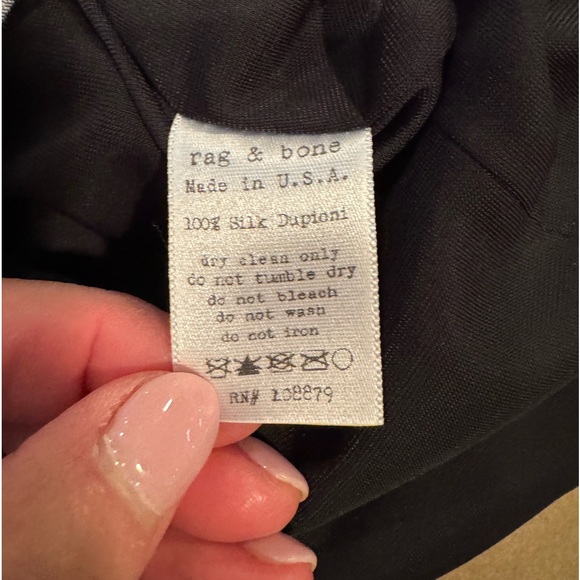 rag & bone
Made in U.S.A.
100% Silk Dupioni
dry clean only
do not tumble dry
do not bleach
do not wash
do not iron
RN# 108879